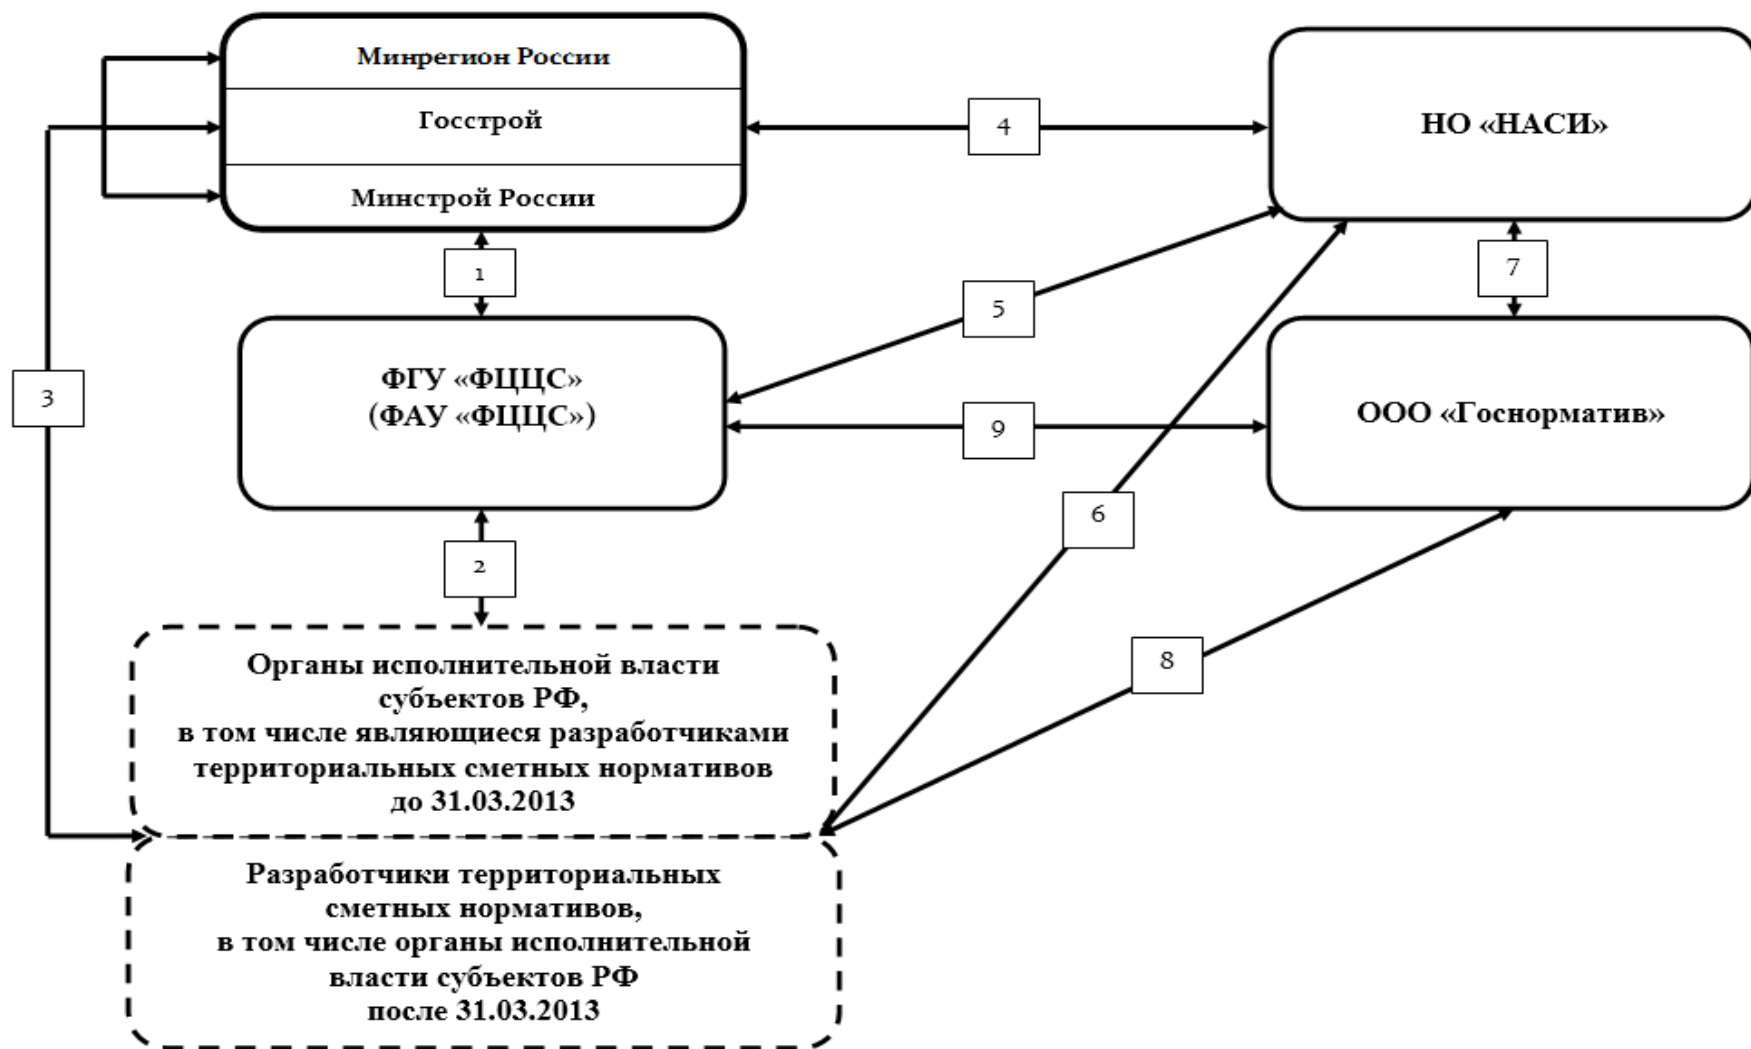 Минрегион России
Госстрой
Минстрой России
4
НО «НАСИ»
1
5
7
3
ФГУ «ФЦЦС»
(ФАУ «ФЦЦС»)
9
ООО «Госнорматив»
6
2
8
Органы исполнительной власти
субъектов РФ,
в том числе являющиеся разработчиками
территориальных сметных нормативов
до 31.03.2013
Разработчики территориальных
сметных нормативов,
в том числе органы исполнительной
власти субъектов РФ
после 31.03.2013